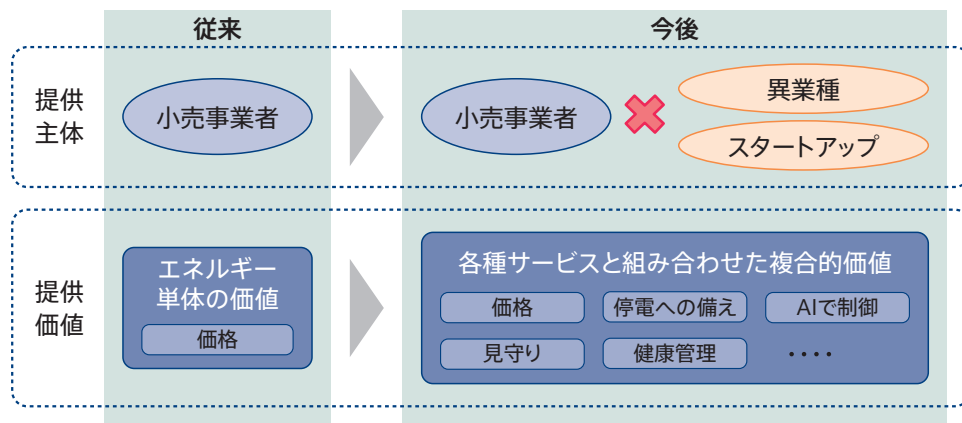 従来
今後
提供
主体
小売事業者
小売事業者
異業種
スタートアップ
提供
価値
エネルギー
単体の価値
価格
各種サービスと組み合わせた複合的価値
価格
停電への備え
AIで制御
見守り
健康管理
・・・・